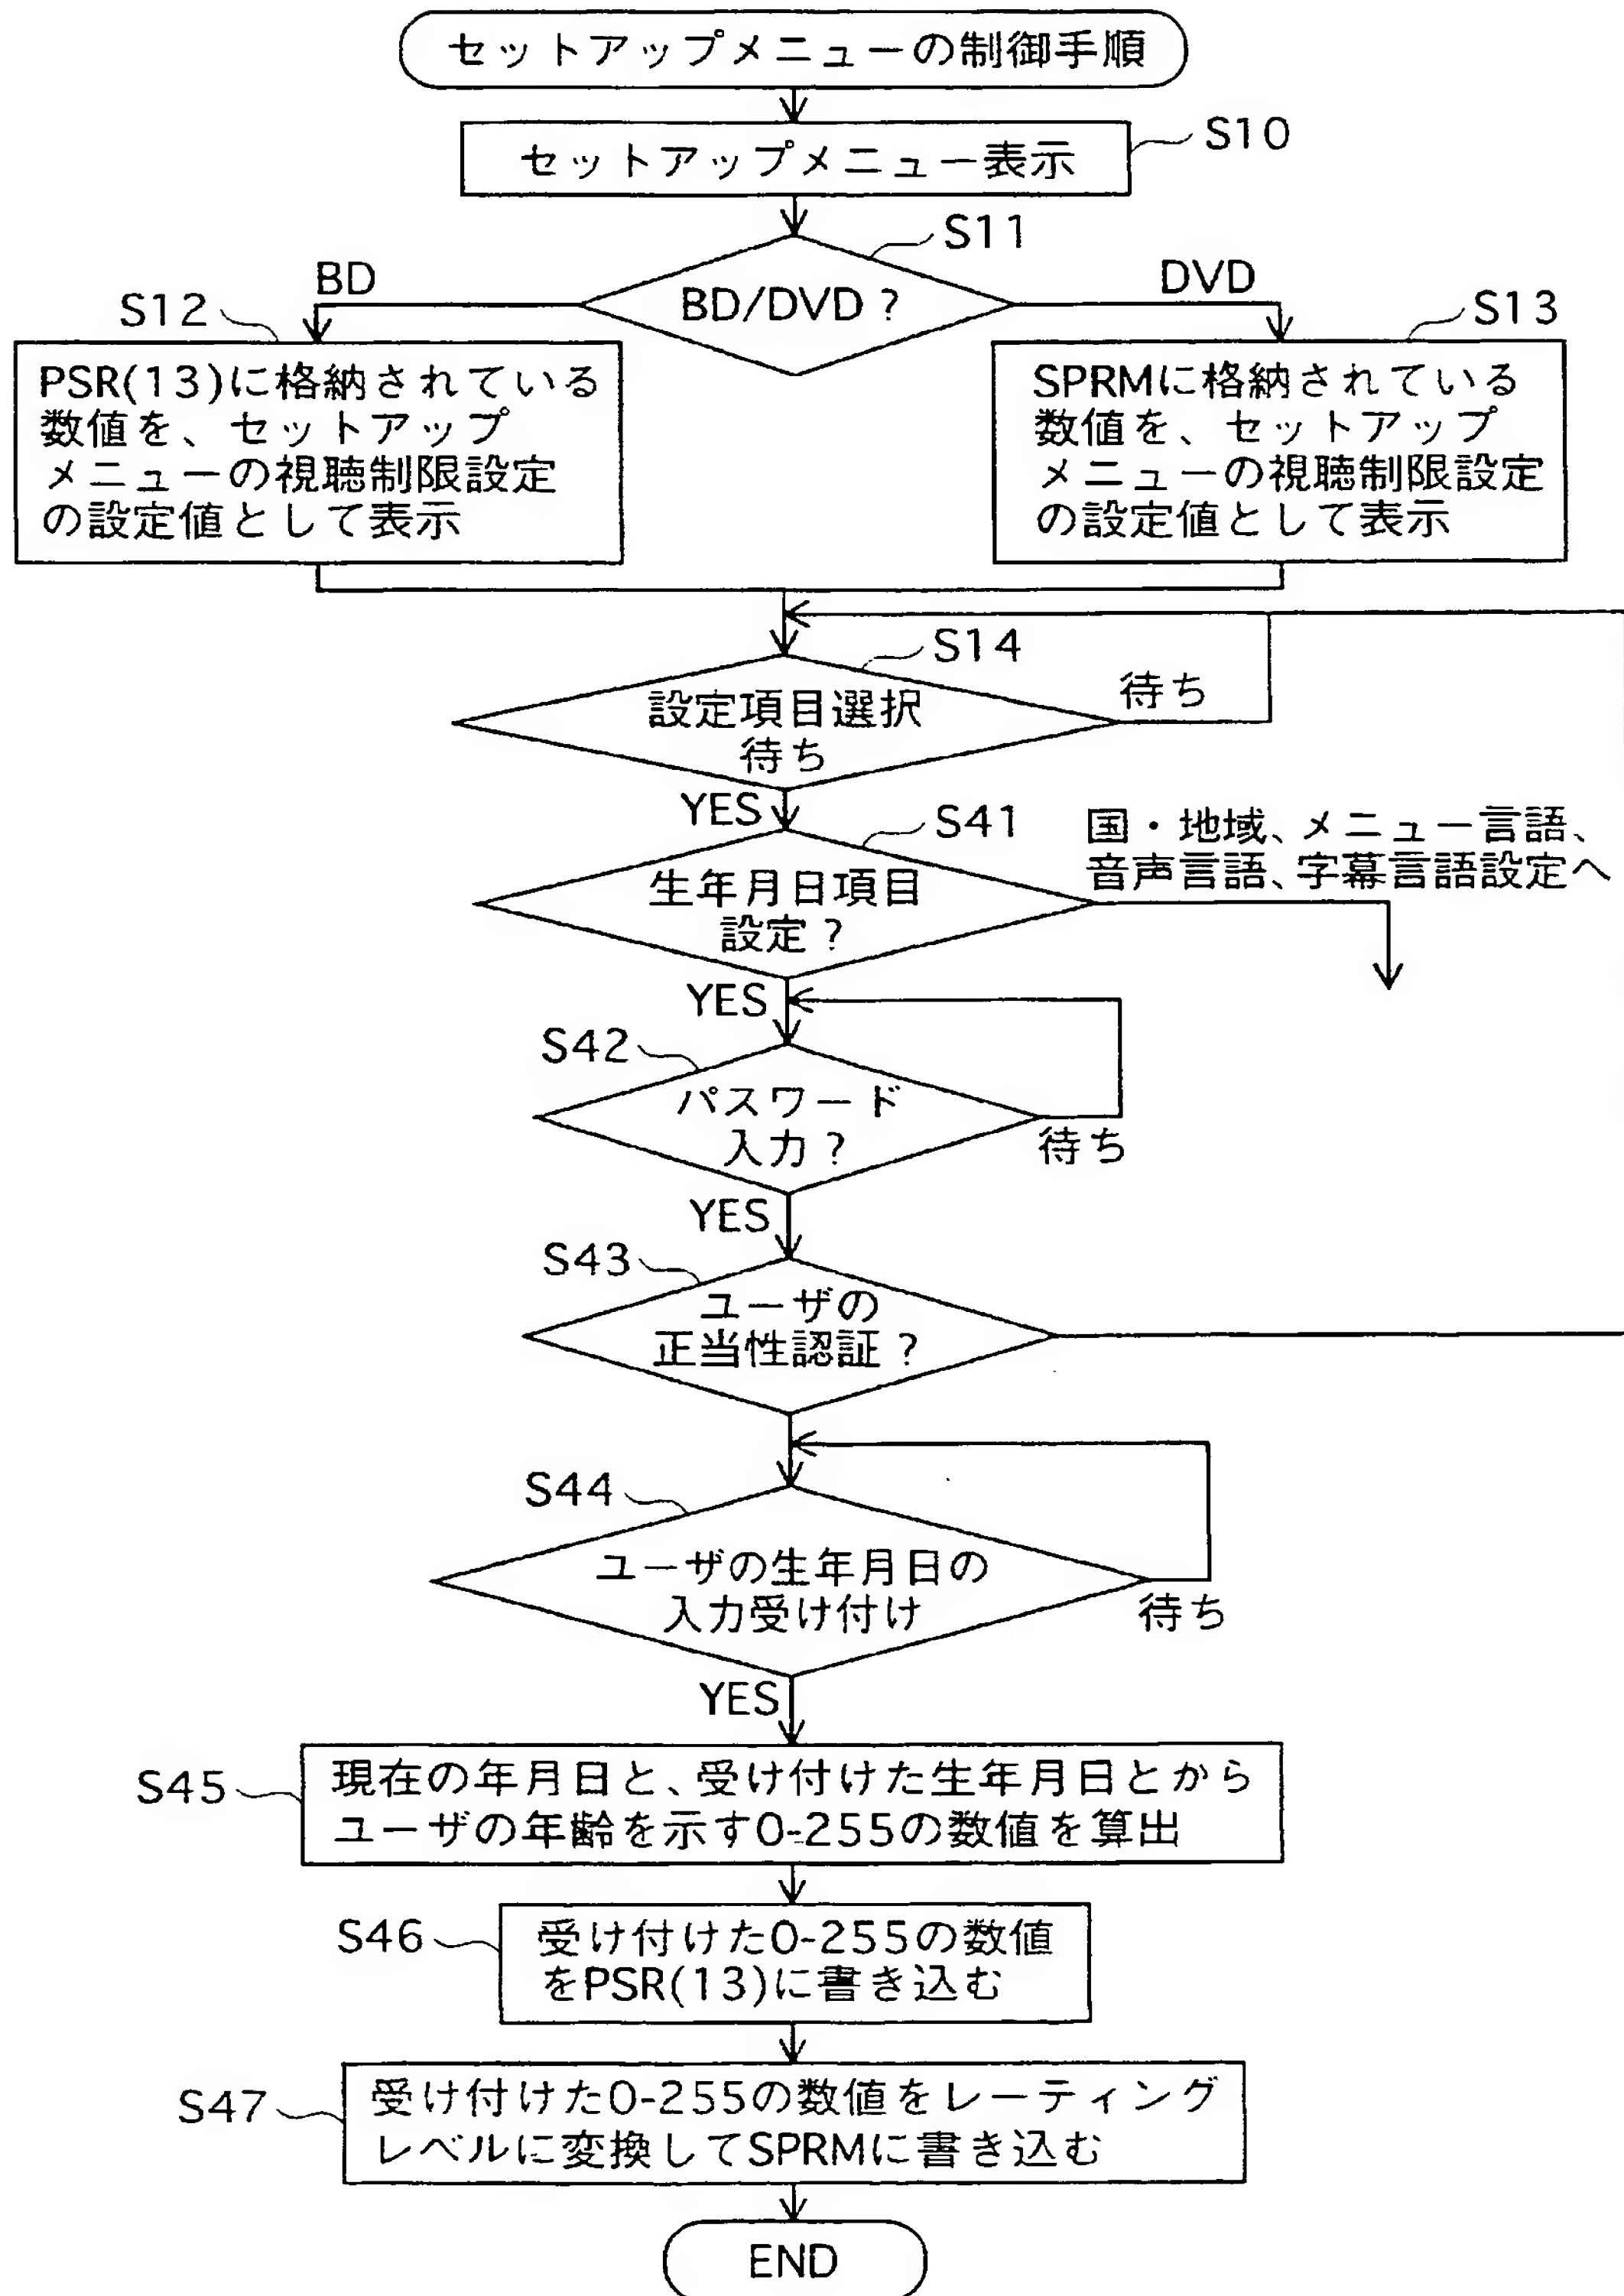 セットアップメニューの制御手順
セットアップメニュー表示
S10
S11
BD/DVD?
BD
DVD
S12
PSR(13)に格納されている
数値を、セットアップ
メニューの視聴制限設定
の設定値として表示
S13
SPRMに格納されている
数値を、セットアップ
メニューの視聴制限設定
の設定値として表示
S14
設定項目選択
待ち
待ち
YES
S41
生年月日項目
設定?
国・地域、メニュー言語、
音声言語、字幕言語設定へ
YES
S42
パスワード
入力?
待ち
YES
S43
ユーザの
正当性認証?
S44
ユーザの生年月日の
入力受け付け
待ち
YES
S45
現在の年月日と、受け付けた生年月日とから
ユーザの年齢を示す0-255の数値を算出
S46
受け付けた0-255の数値
をPSR(13)に書き込む
S47
受け付けた0-255の数値をレーティング
レベルに変換してSPRMに書き込む
END